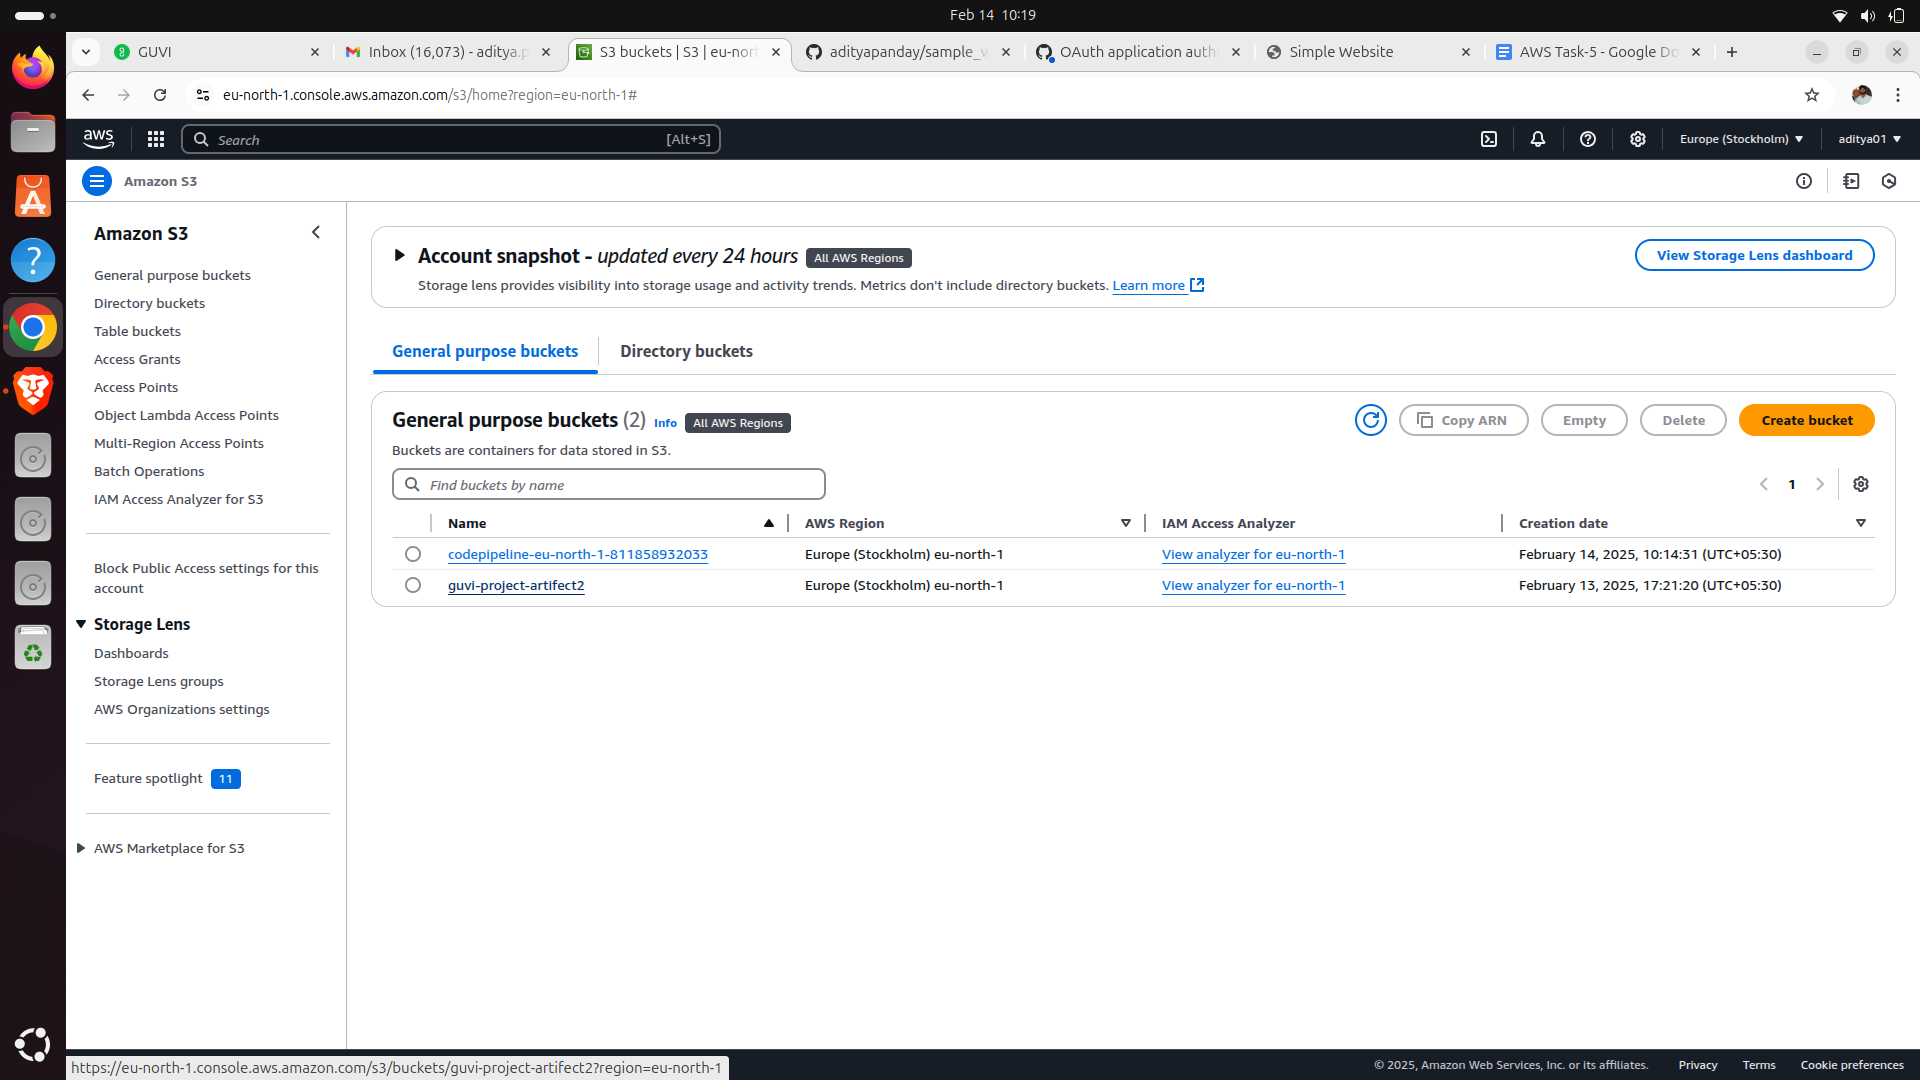 Feb 14 10:19
GUVI
Inbox (16,073) - aditya.p
S3 buckets | S3 | eu-nort
adityapanday/sample_w
OAuth application auth
Simple Website
AWS Task-5 - Google Do
eu-north-1.console.aws.amazon.com/s3/home?region=eu-north-1#
aws
Search
[Alt+S]
Europe (Stockholm)
aditya01
Amazon S3
Amazon S3
General purpose buckets
Directory buckets
Table buckets
Access Grants
Access Points
Object Lambda Access Points
Multi-Region Access Points
Batch Operations
IAM Access Analyzer for S3
Block Public Access settings for this
account
Storage Lens
Dashboards
Storage Lens groups
AWS Organizations settings
Feature spotlight 11
AWS Marketplace for S3
Account snapshot - updated every 24 hours All AWS Regions
View Storage Lens dashboard
Storage lens provides visibility into storage usage and activity trends. Metrics don't include directory buckets. Learn more
General purpose buckets
Directory buckets
General purpose buckets (2) Info All AWS Regions
Copy ARN
Empty
Delete
Create bucket
Buckets are containers for data stored in S3.
Find buckets by name
1
Name AWS Region IAM Access Analyzer Creation date
codepipeline-eu-north-1-811858932033 Europe (Stockholm) eu-north-1 View analyzer for eu-north-1 February 14, 2025, 10:14:31 (UTC+05:30)
guvi-project-artifect2 Europe (Stockholm) eu-north-1 View analyzer for eu-north-1 February 13, 2025, 17:21:20 (UTC+05:30)
https://eu-north-1.console.aws.amazon.com/s3/buckets/guvi-project-artifect2?region=eu-north-1
© 2025, Amazon Web Services, Inc. or its affiliates. Privacy Terms Cookie preferences